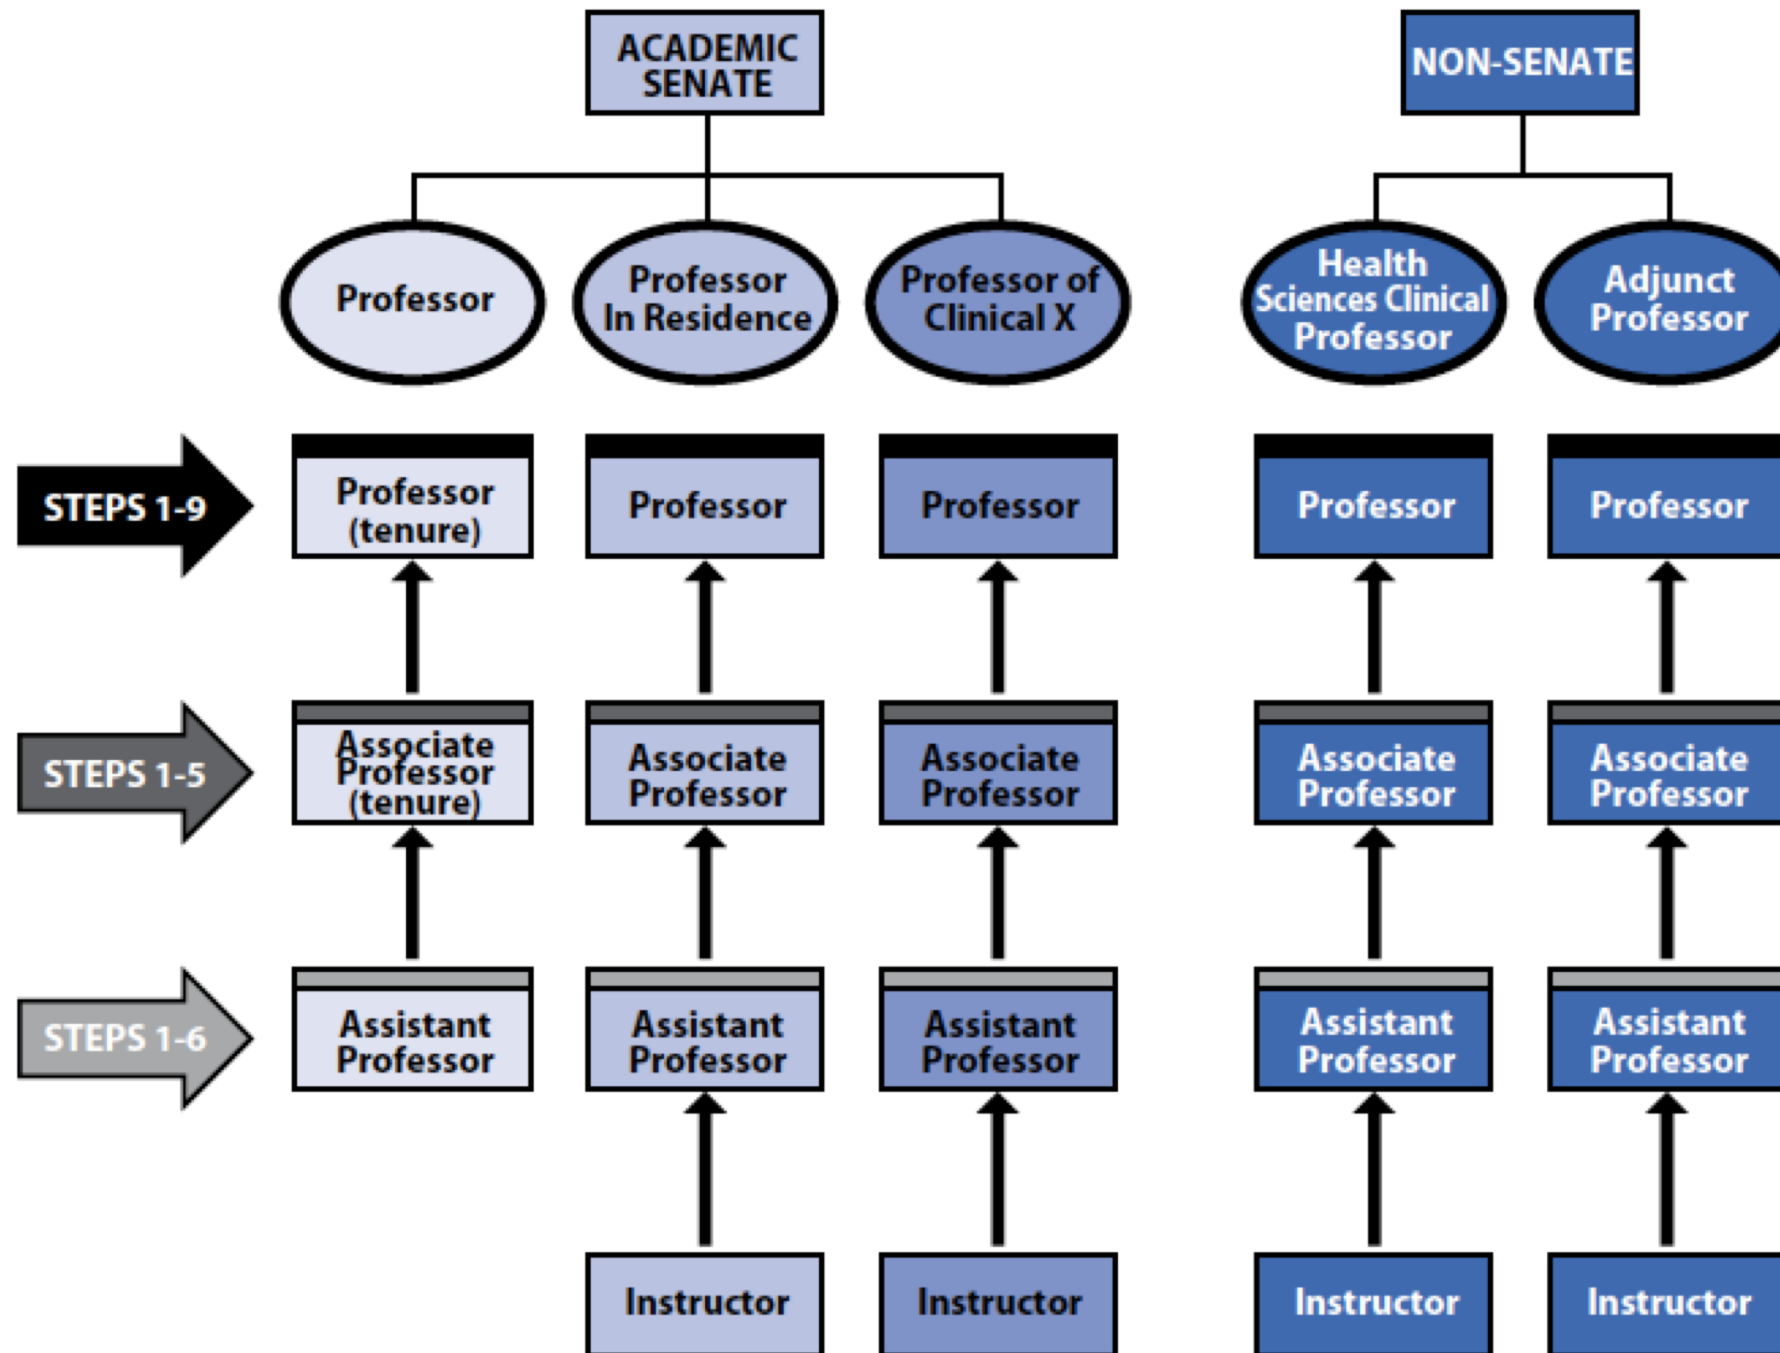 ACADEMIC
SENATE
NON-SENATE
Professor
Professor
In Residence
Professor of
Clinical X
Health
Sciences Clinical
Professor
Adjunct
Professor
STEPS 1-9
Professor
(tenure)
Professor
Professor
Professor
Professor
STEPS 1-5
Associate
Professor
(tenure)
Associate
Professor
Associate
Professor
Associate
Professor
Associate
Professor
STEPS 1-6
Assistant
Professor
Assistant
Professor
Assistant
Professor
Assistant
Professor
Assistant
Professor
Instructor
Instructor
Instructor
Instructor